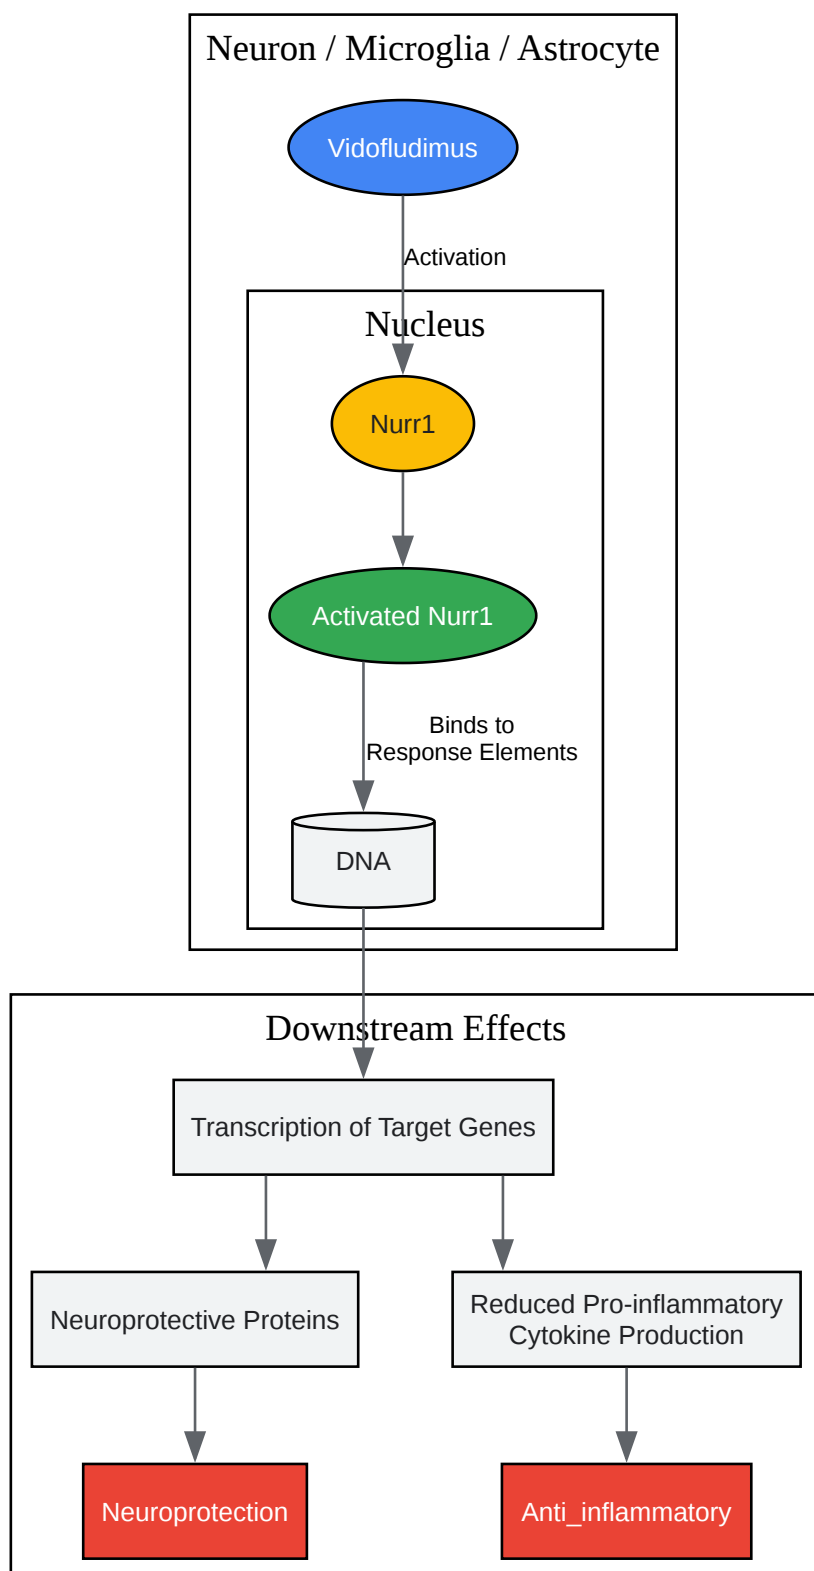 Neuron / Microglia / Astrocyte
Vidofludimus
Activation
Nucleus
Nurr1
Activated Nurr1
Binds to
Response Elements
DNA
Downstream Effects
Transcription of Target Genes
Neuroprotective Proteins
Reduced Pro-inflammatory
Cytokine Production
Neuroprotection
Anti_inflammatory